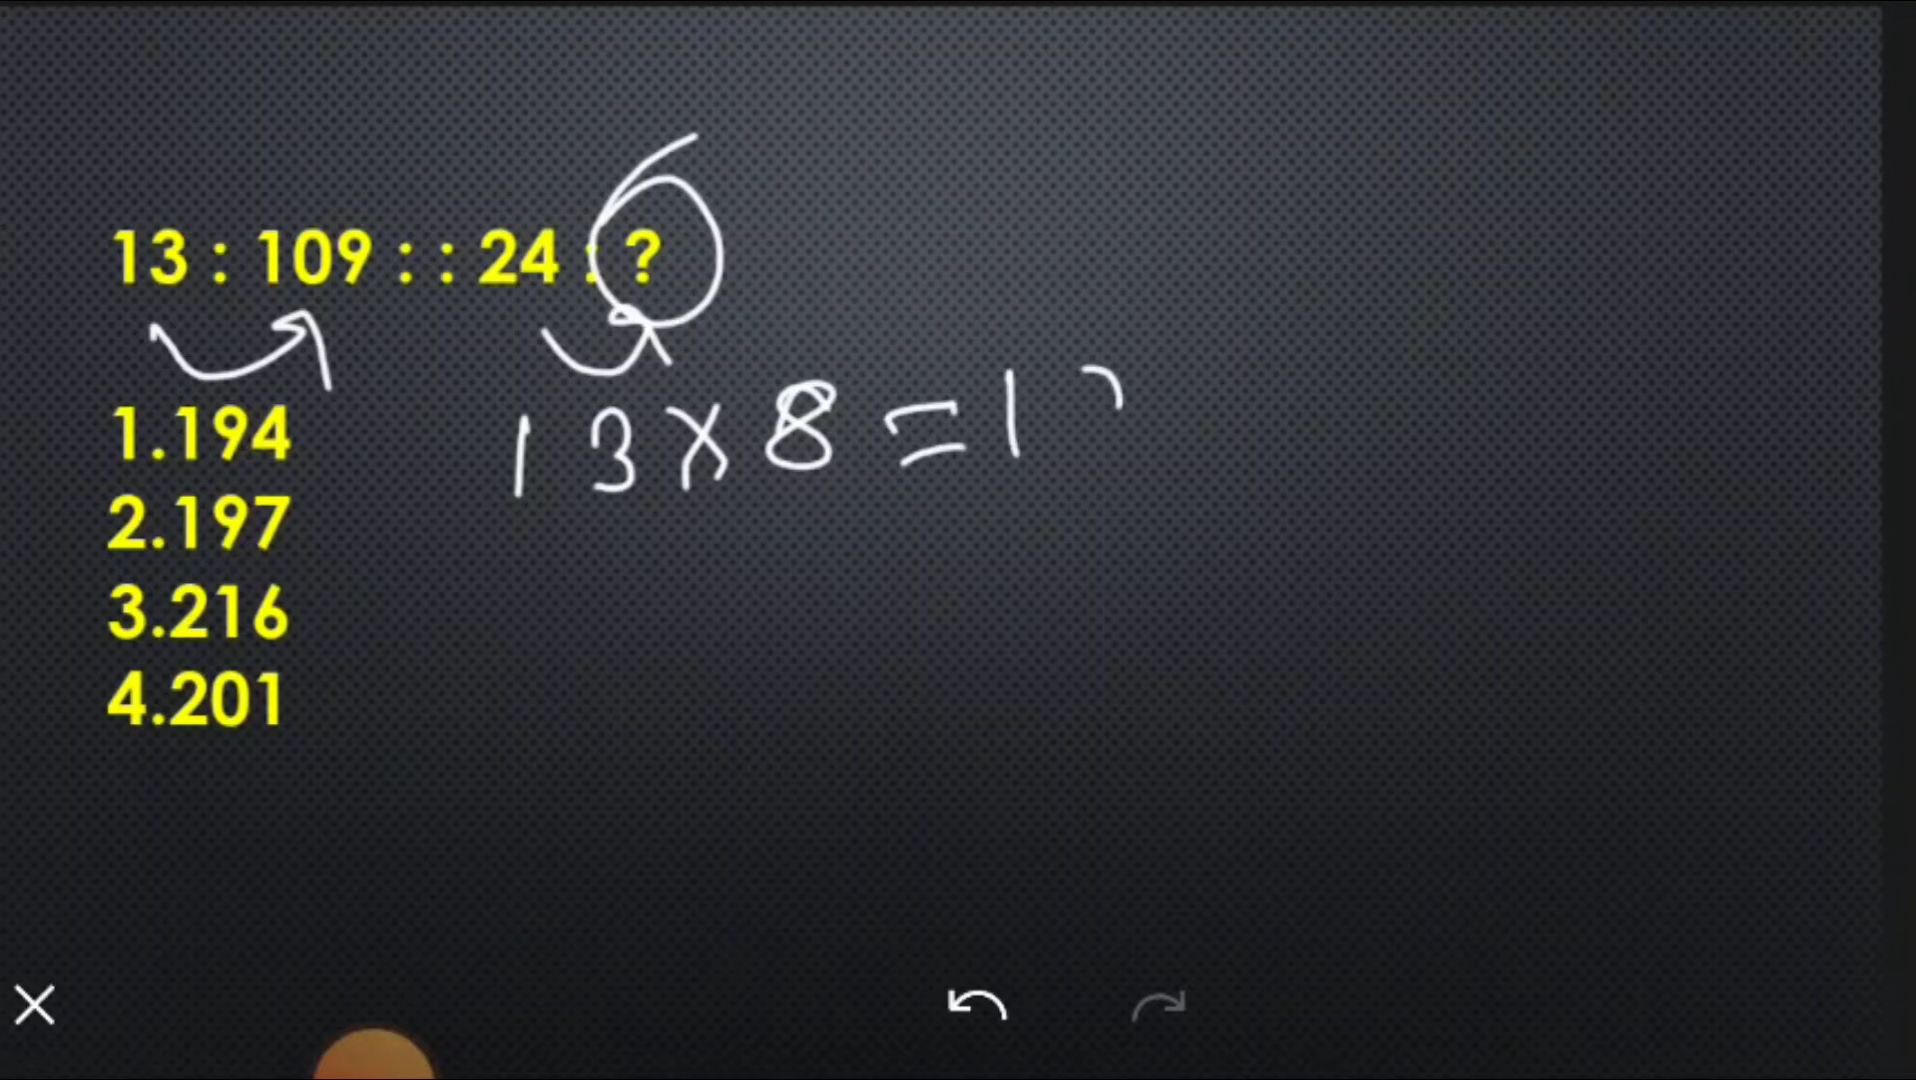 13 : 109 : : 24 : ?
1.194
13 x 8 = 1
2.197
3.216
4.201